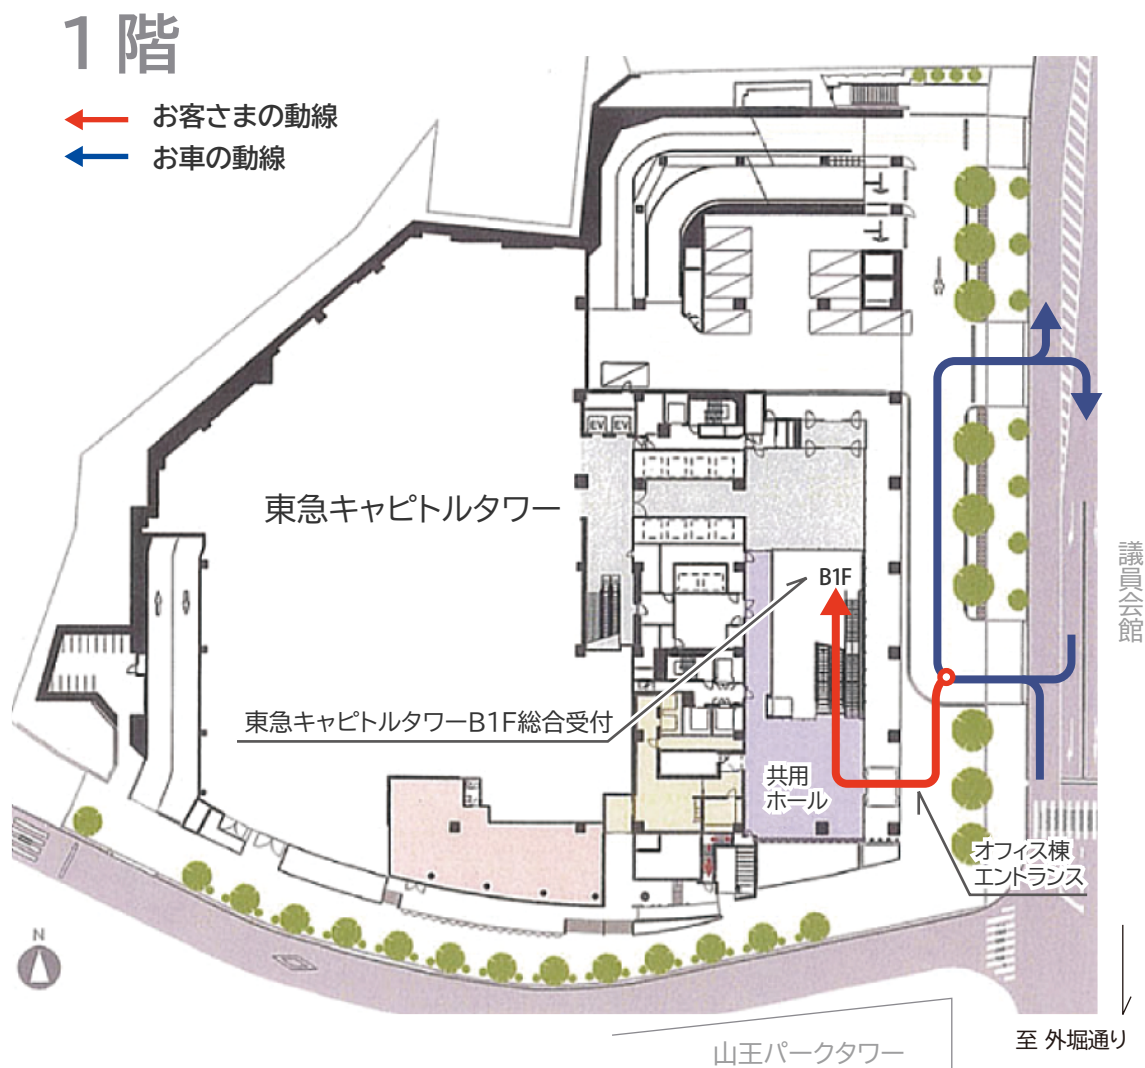 1階
お客さまの動線
お車の動線
EV EV
東急キャピトルタワー
B1F
議員会館
東急キャピトルタワーB1F総合受付
共用
ホール
オフィス棟
エントランス
N
至 外堀通り
山王パークタワー